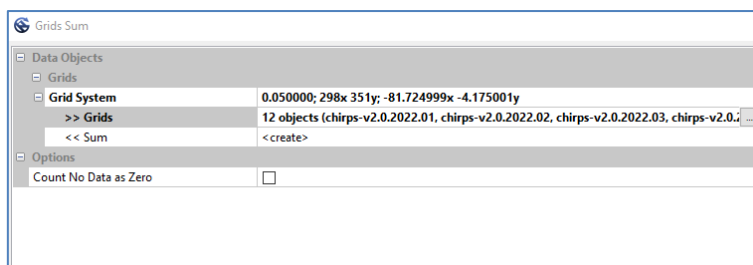 Grids Sum
Data Objects
Grids
Grid System 0.050000; 298x 351y; -81.724999x -4.175001y
>> Grids 12 objects (chirps-v2.0.2022.01, chirps-v2.0.2022.02, chirps-v2.0.2022.03, chirps-v2.0.2 ...
<< Sum <create>
Options
Count No Data as Zero